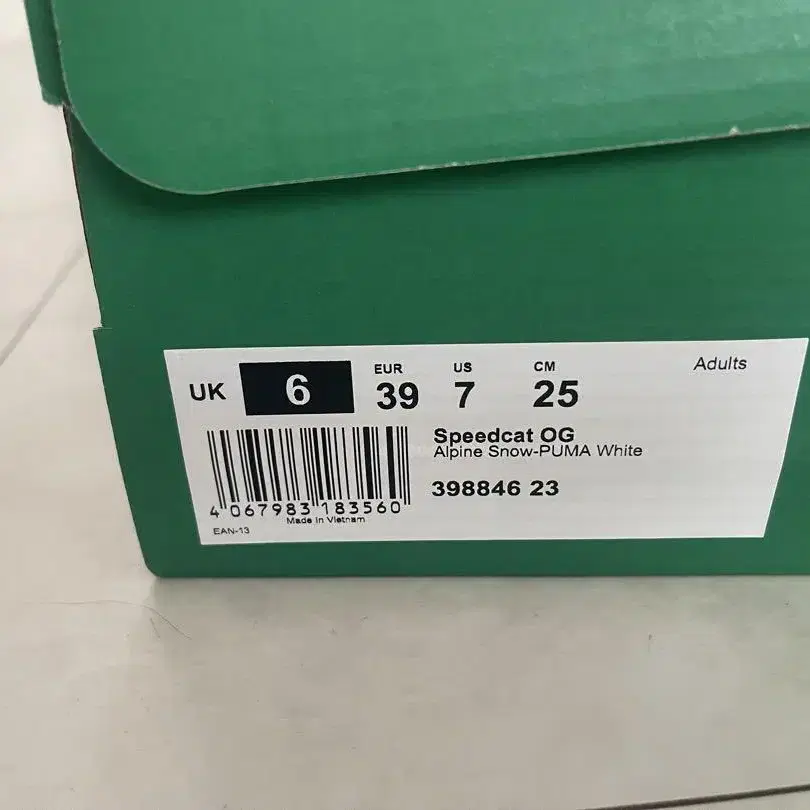 Adults
UK 6 EUR 39 US 7 CM 25
Speedcat OG
Alpine Snow-PUMA White
398846 23
4 067983 183560
Made in Vietnam
EAN-13